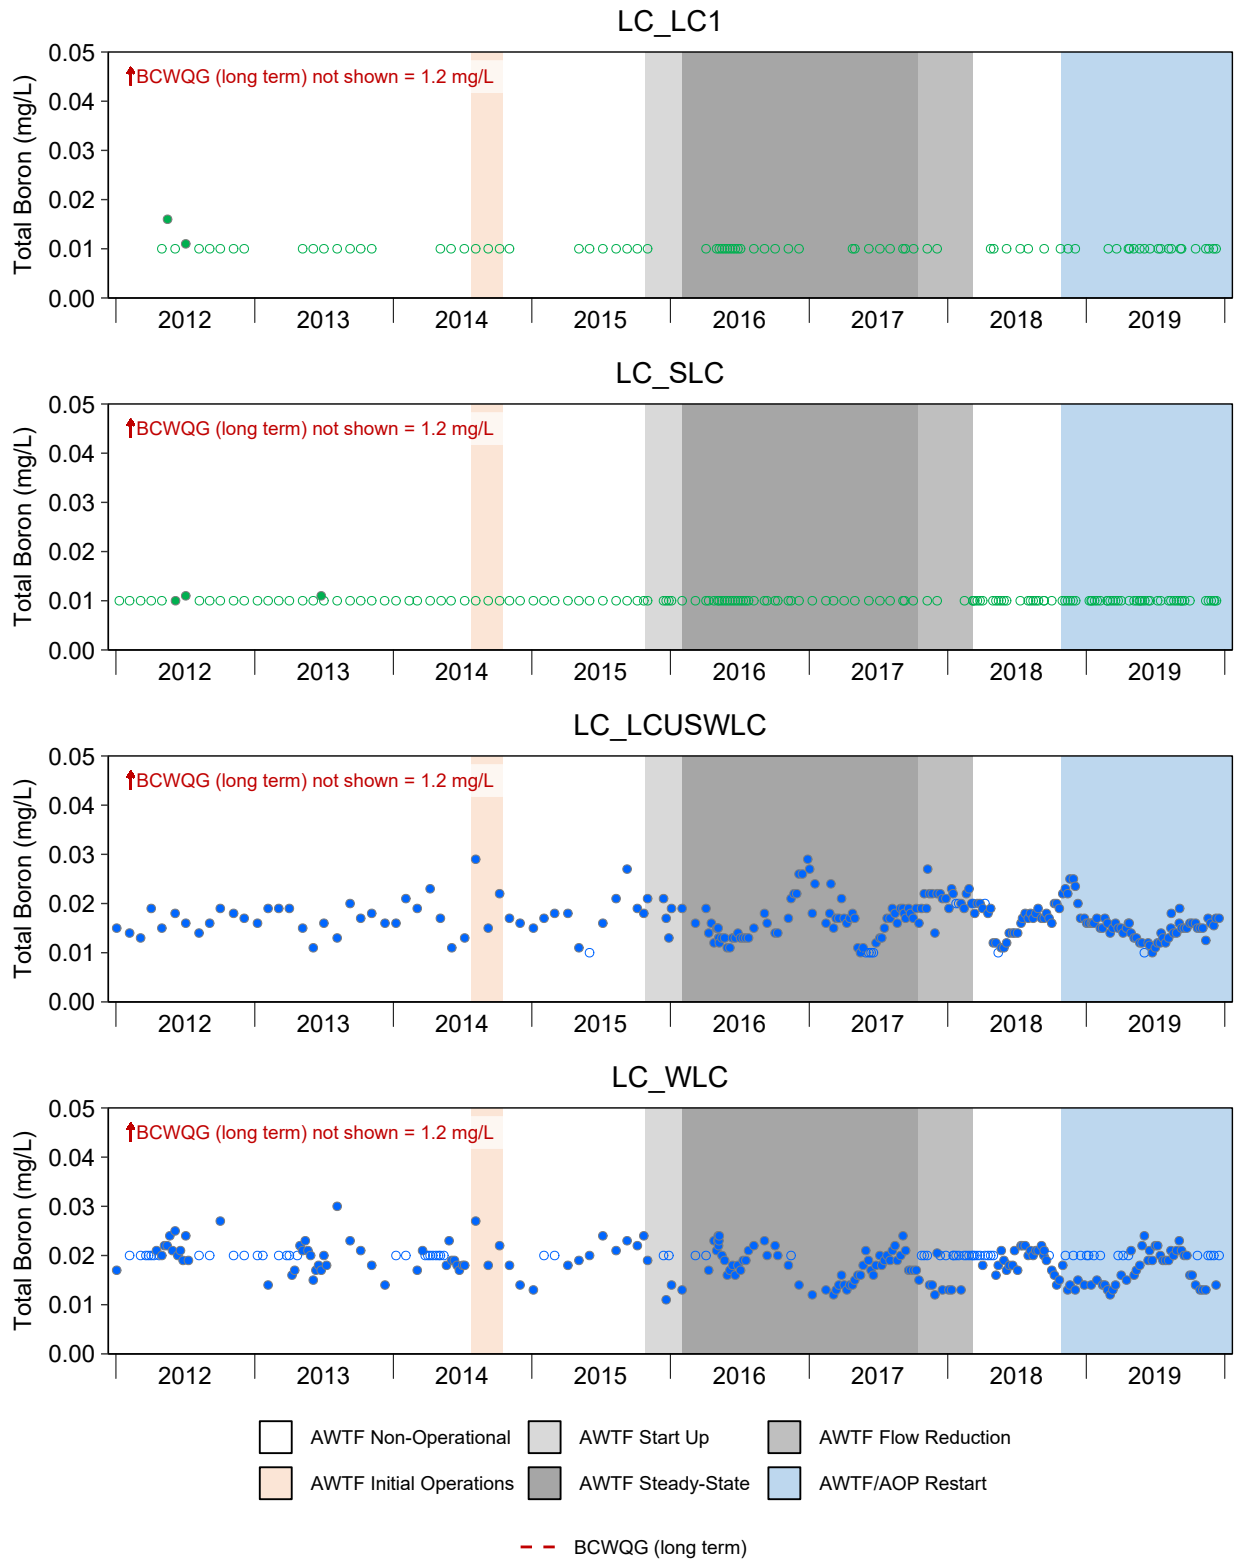 LC_LC1
Total Boron (mg/L)
0.05
0.04
0.03
0.02
0.01
0.00
BCWQG (long term) not shown = 1.2 mg/L
2012 2013 2014 2015 2016 2017 2018 2019
LC_SLC
Total Boron (mg/L)
0.05
0.04
0.03
0.02
0.01
0.00
BCWQG (long term) not shown = 1.2 mg/L
2012 2013 2014 2015 2016 2017 2018 2019
LC_LCUSWLC
Total Boron (mg/L)
0.05
0.04
0.03
0.02
0.01
0.00
BCWQG (long term) not shown = 1.2 mg/L
2012 2013 2014 2015 2016 2017 2018 2019
LC_WLC
Total Boron (mg/L)
0.05
0.04
0.03
0.02
0.01
0.00
BCWQG (long term) not shown = 1.2 mg/L
2012 2013 2014 2015 2016 2017 2018 2019
AWTF Non-Operational AWTF Start Up AWTF Flow Reduction
AWTF Initial Operations AWTF Steady-State AWTF/AOP Restart
BCWQG (long term)